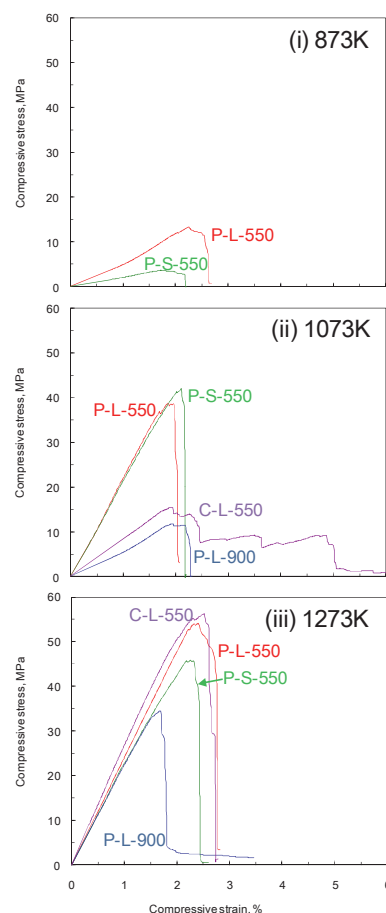 (i) 873K
Compressive stress, MPa
60
50
40
30
20
10
0
P-L-550
P-S-550
(ii) 1073K
Compressive stress, MPa
60
50
40
30
20
10
0
P-L-550
P-S-550
C-L-550
P-L-900
(iii) 1273K
Compressive stress, MPa
60
50
40
30
20
10
0
C-L-550
P-L-550
P-S-550
P-L-900
0 1 2 3 4 5 6
Compressive strain, %